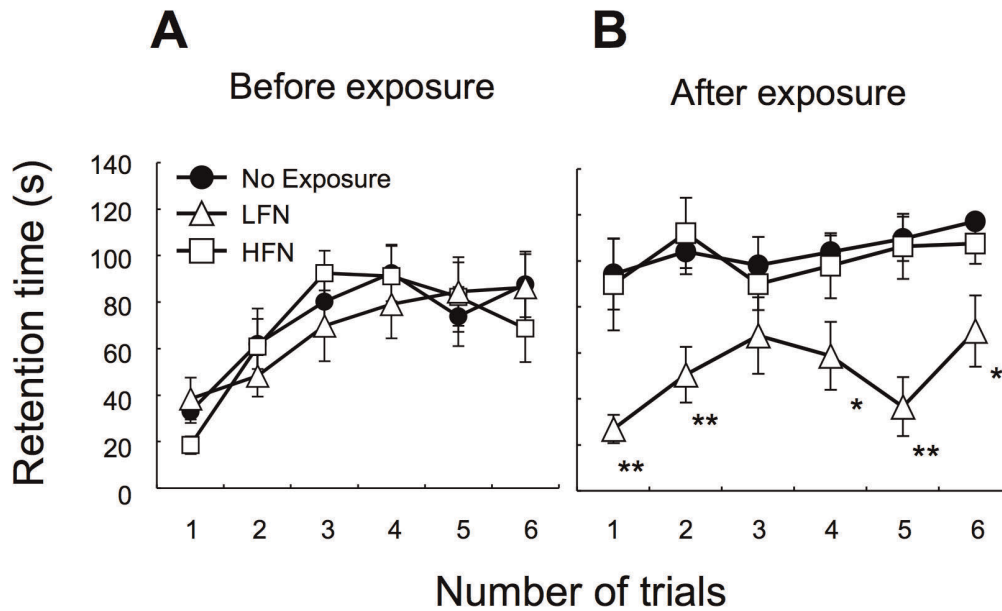 A
B
Before exposure
After exposure
Retention time (s)
140
120
100
80
60
40
20
0
No Exposure
LFN
HFN
**
**
*
**
*
1 2 3 4 5 6
1 2 3 4 5 6
Number of trials